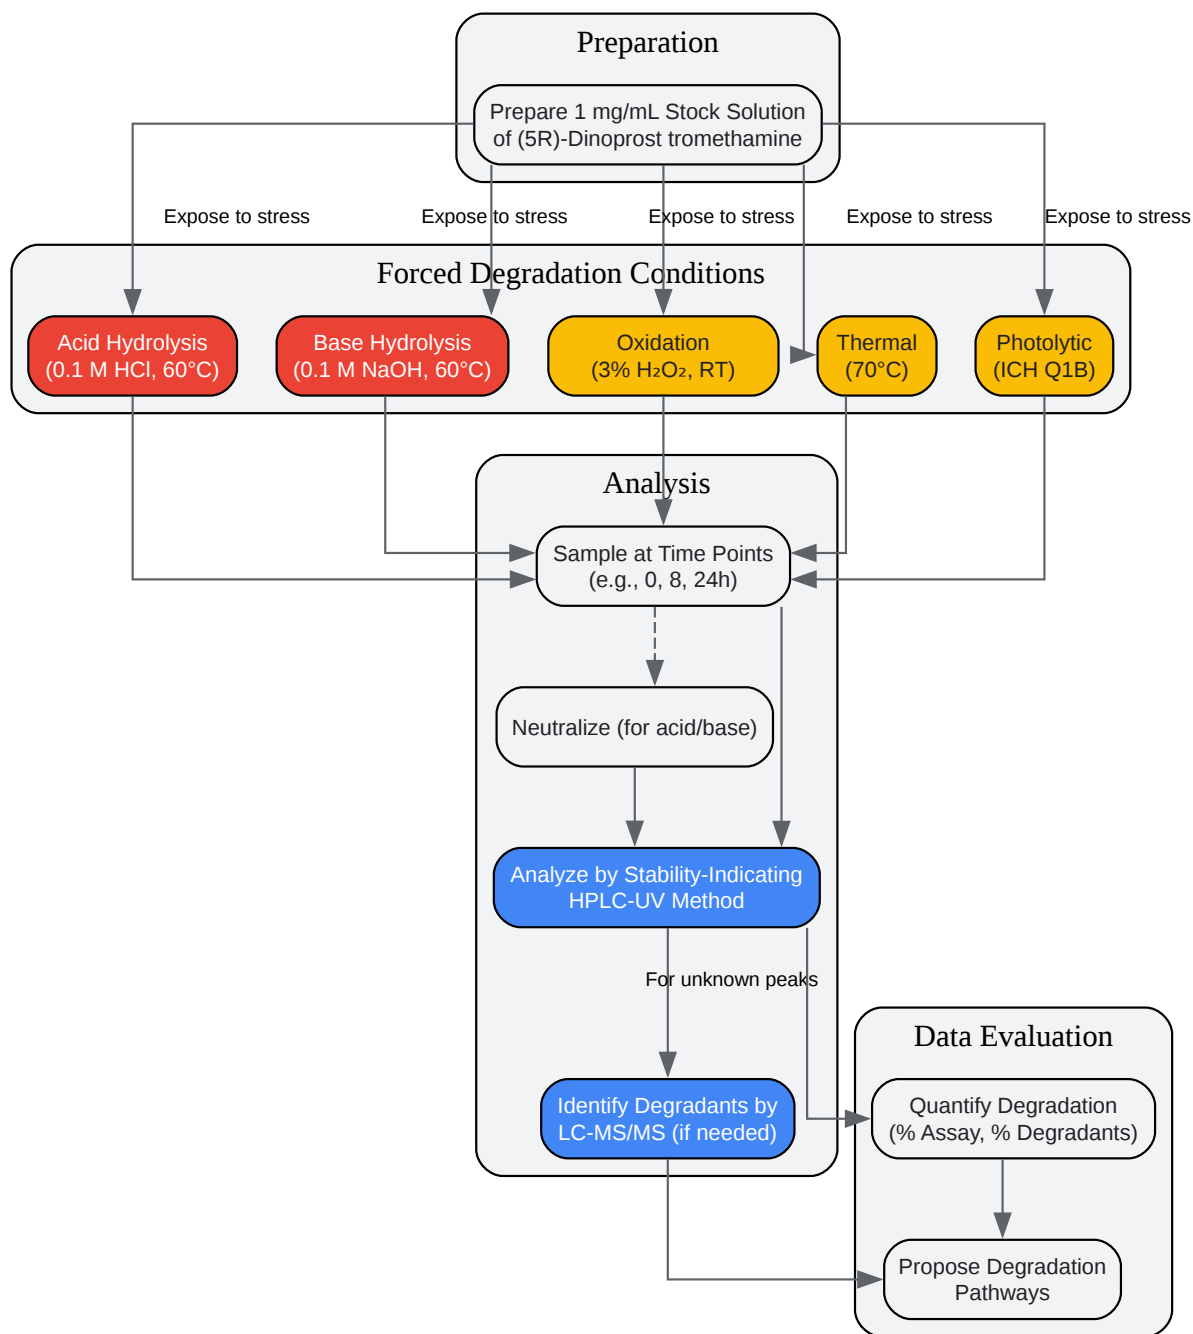 Preparation
Prepare 1 mg/mL Stock Solution
of (5R)-Dinoprost tromethamine
Expose to stress
Expose to stress
Expose to stress
Expose to stress
Expose to stress
Forced Degradation Conditions
Acid Hydrolysis
(0.1 M HCl, 60°C)
Base Hydrolysis
(0.1 M NaOH, 60°C)
Oxidation
(3% H₂O₂, RT)
Thermal
(70°C)
Photolytic
(ICH Q1B)
Analysis
Sample at Time Points
(e.g., 0, 8, 24h)
Neutralize (for acid/base)
Analyze by Stability-Indicating
HPLC-UV Method
For unknown peaks
Identify Degradants by
LC-MS/MS (if needed)
Data Evaluation
Quantify Degradation
(% Assay, % Degradants)
Propose Degradation
Pathways